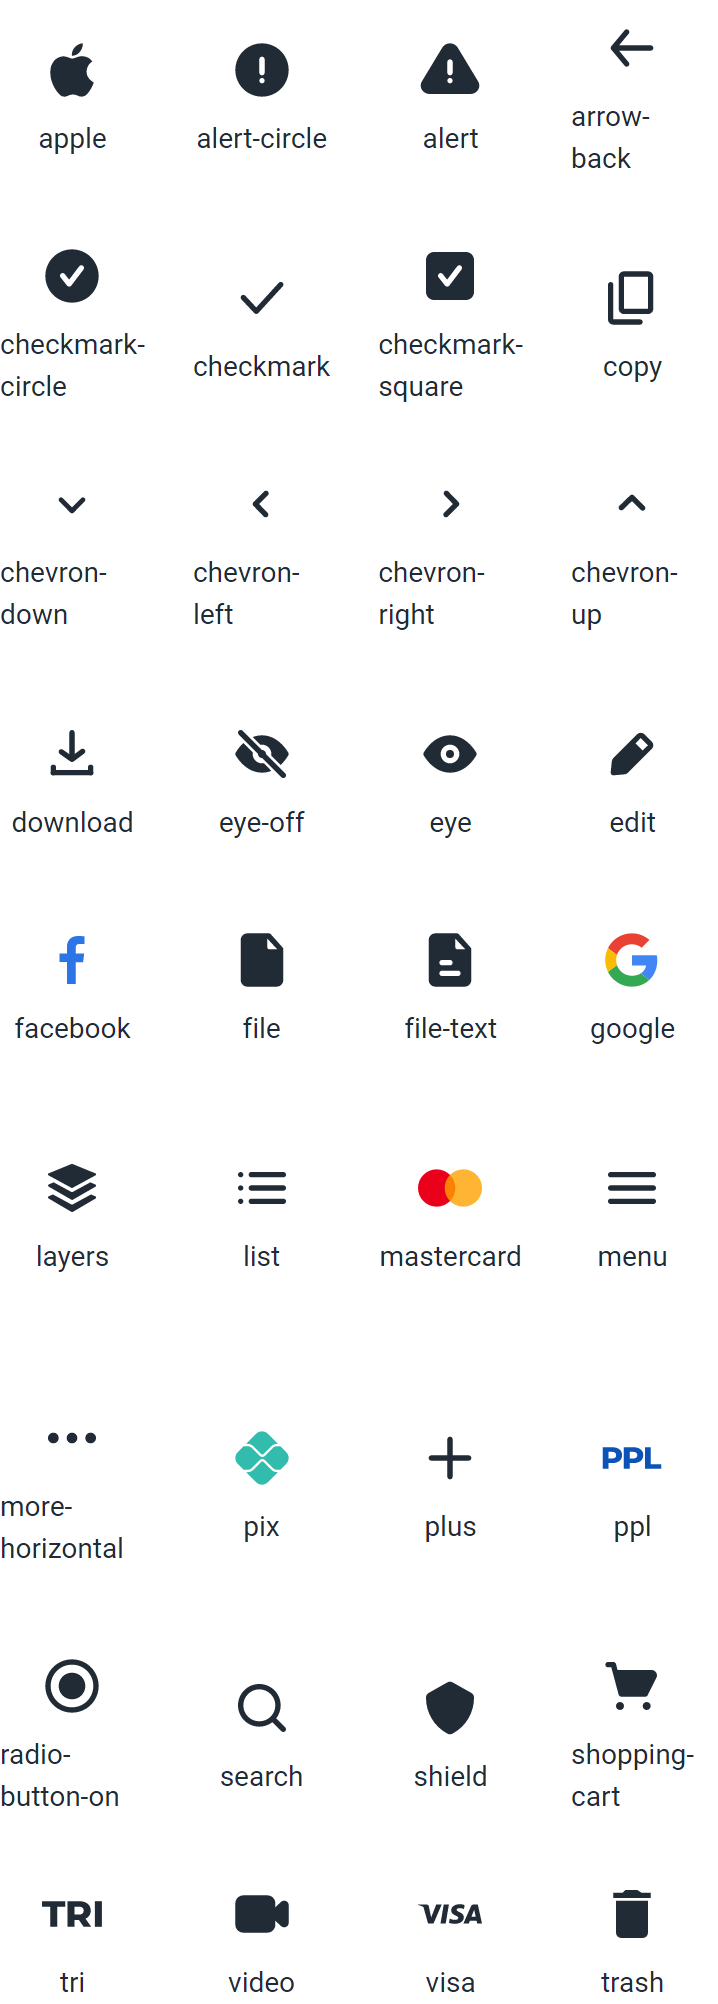 apple
alert-circle
alert
arrow-
back
checkmark-
circle
checkmark
checkmark-
square
copy
chevron-
down
chevron-
left
chevron-
right
chevron-
up
download
eye-off
eye
edit
facebook
file
file-text
google
layers
list
mastercard
menu
more-
horizontal
pix
plus
PPL
ppl
radio-
button-on
search
shield
shopping-
cart
TRI
tri
video
VISA
visa
trash